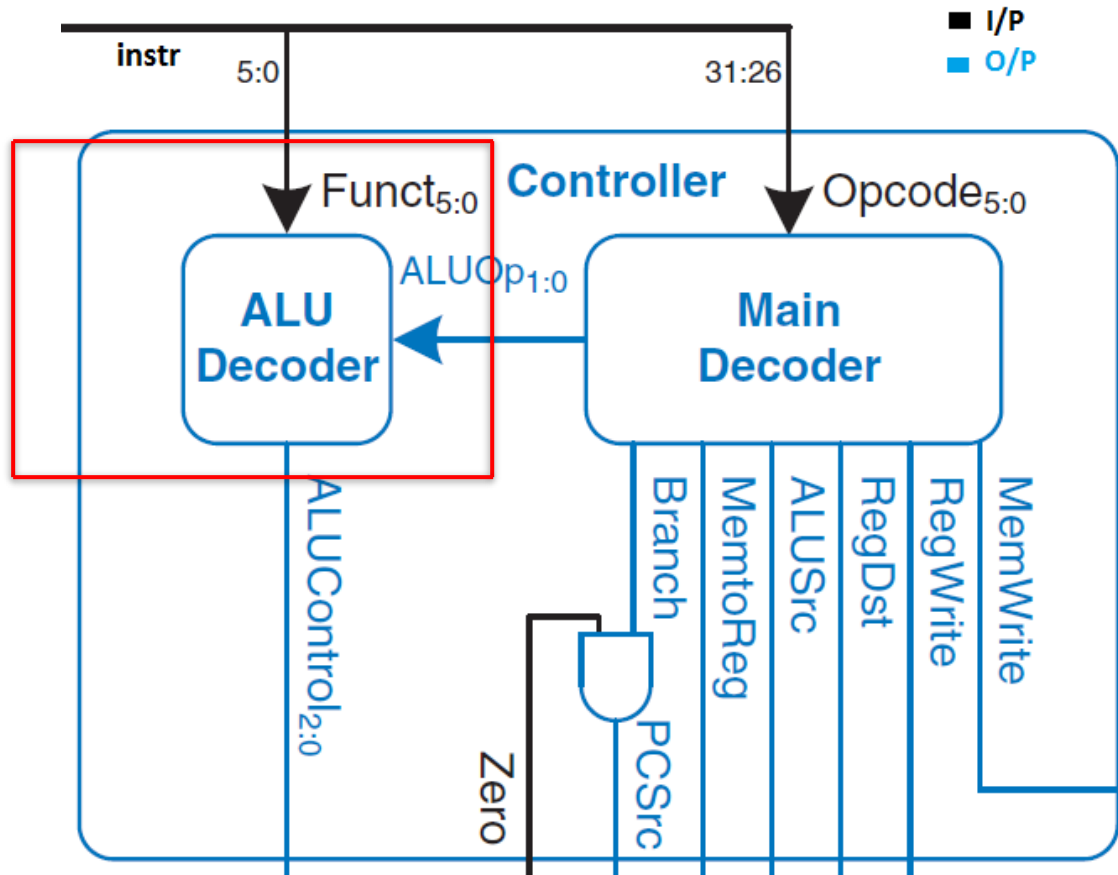 I/P
O/P
instr
5:0
31:26
Funct5:0
Controller
Opcode5:0
ALUOp1:0
ALU
Decoder
Main
Decoder
ALUControl2:0
Branch
MemtoReg
ALUSrc
RegDst
RegWrite
MemWrite
Zero
PCSrc